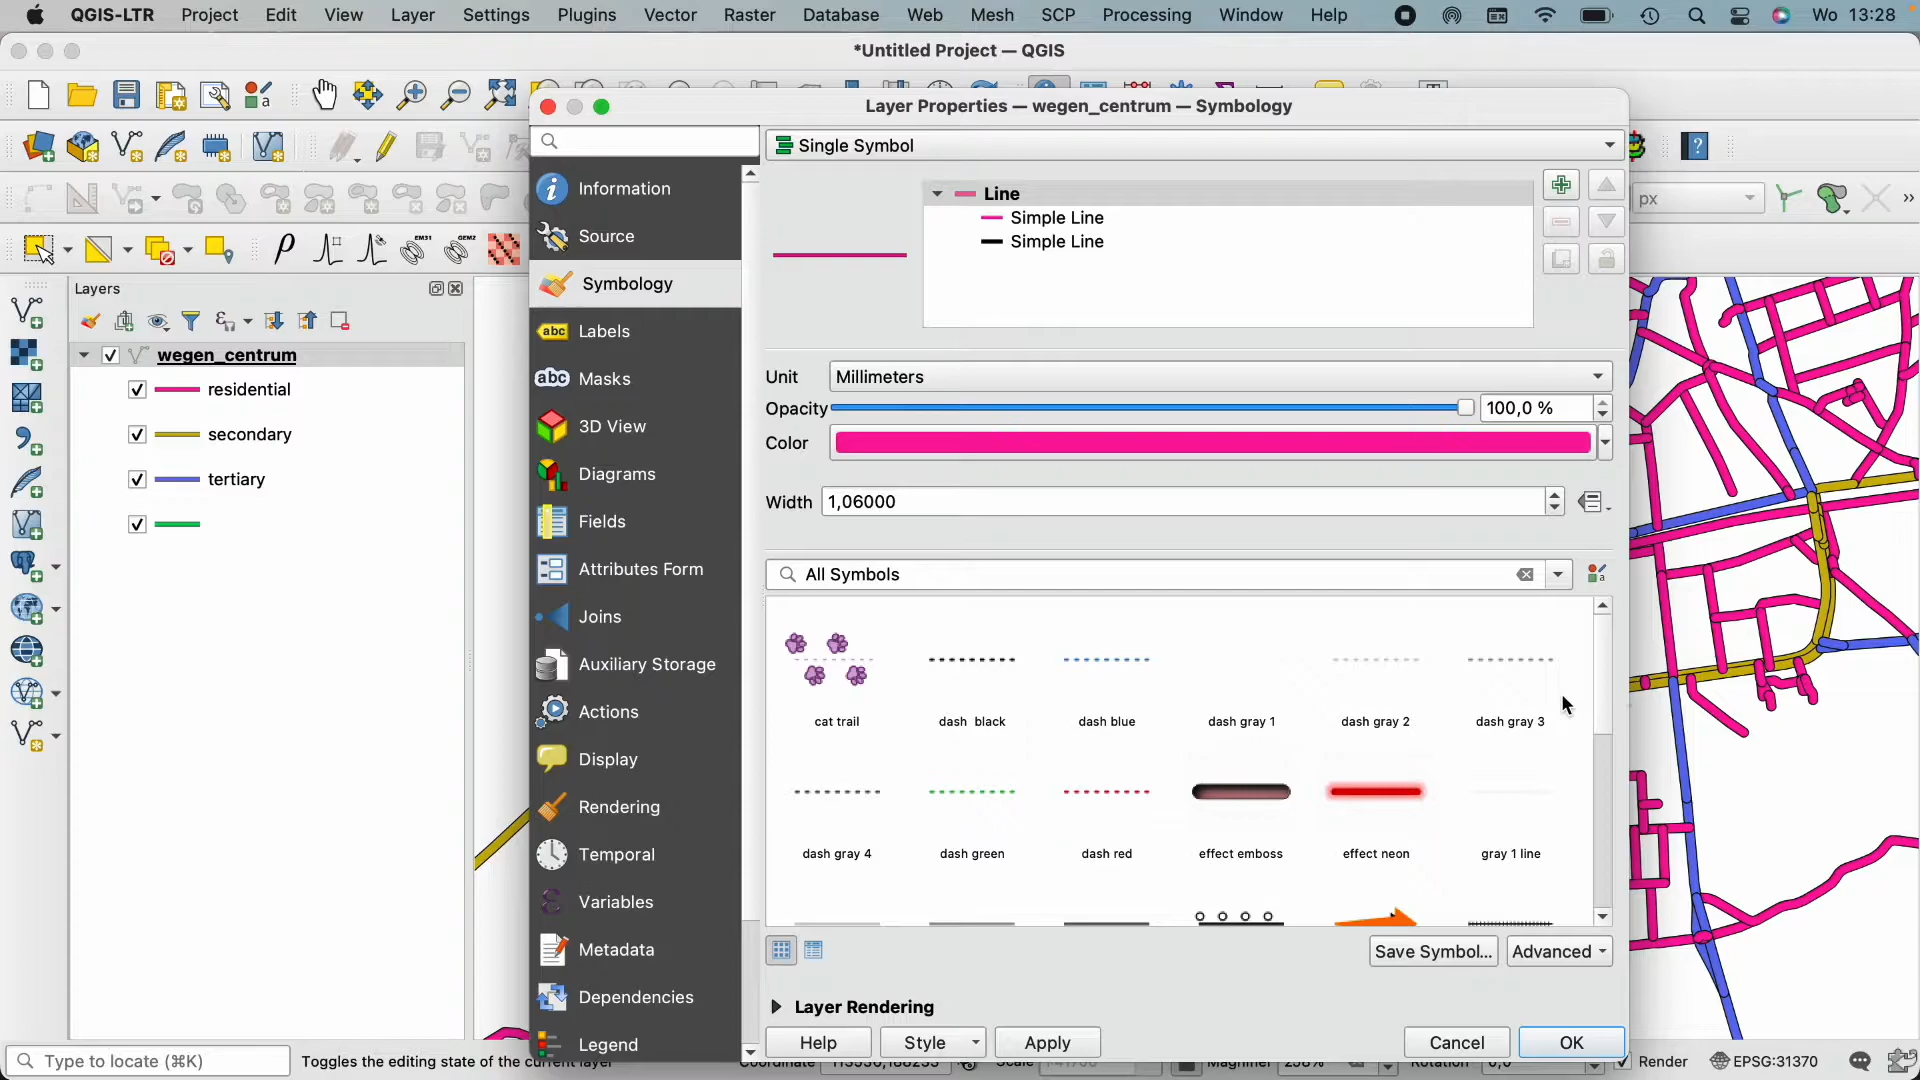 QGIS-LTR Project Edit View Layer Settings Plugins Vector Raster Database Web Mesh SCP Processing Window Help Wo 13:28
*Untitled Project — QGIS
Layer Properties — wegen_centrum — Symbology
Single Symbol
Information
Source
Symbology
Labels
Masks
3D View
Diagrams
Fields
Attributes Form
Joins
Auxiliary Storage
Actions
Display
Rendering
Temporal
Variables
Metadata
Dependencies
Legend
Line
Simple Line
Simple Line
px
EM31
GEM2
Layers
wegen_centrum
residential
secondary
tertiary
Unit Millimeters
Opacity 100,0 %
Color
Width 1,06000
All Symbols
cat trail dash black dash blue dash gray 1 dash gray 2 dash gray 3
dash gray 4 dash green dash red effect emboss effect neon gray 1 line
Save Symbol... Advanced
Layer Rendering
Help Style Apply Cancel OK
Type to locate (⌘K) Toggles the editing state of the current layer Coordinate Scale Magnifier Rotation Render EPSG:31370